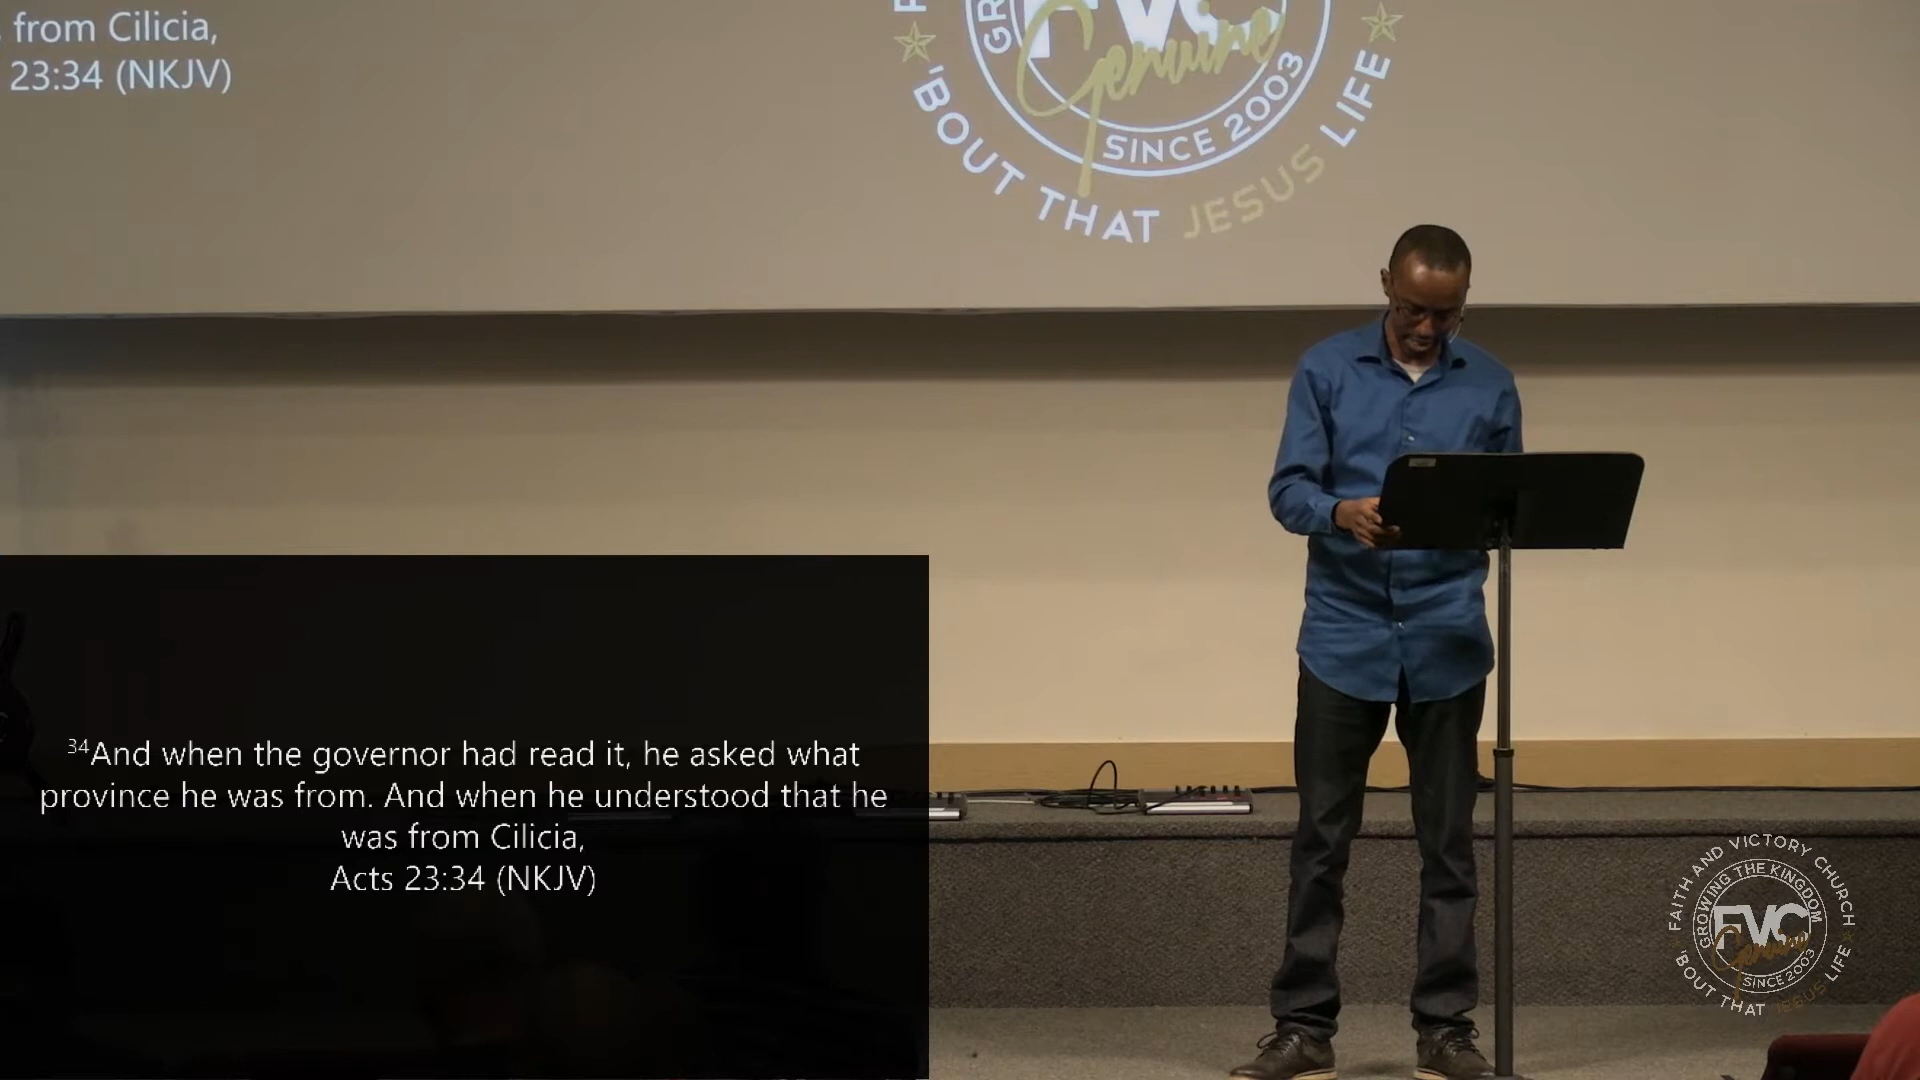 from Cilicia,
23:34 (NKJV)
Genuine
SINCE 2003
'BOUT THAT JESUS LIFE
34And when the governor had read it, he asked what
province he was from. And when he understood that he
was from Cilicia,
Acts 23:34 (NKJV)
FAITH AND VICTORY CHURCH
GROWING THE KINGDOM
FVC
Genuine
SINCE 2003
'BOUT THAT JESUS LIFE